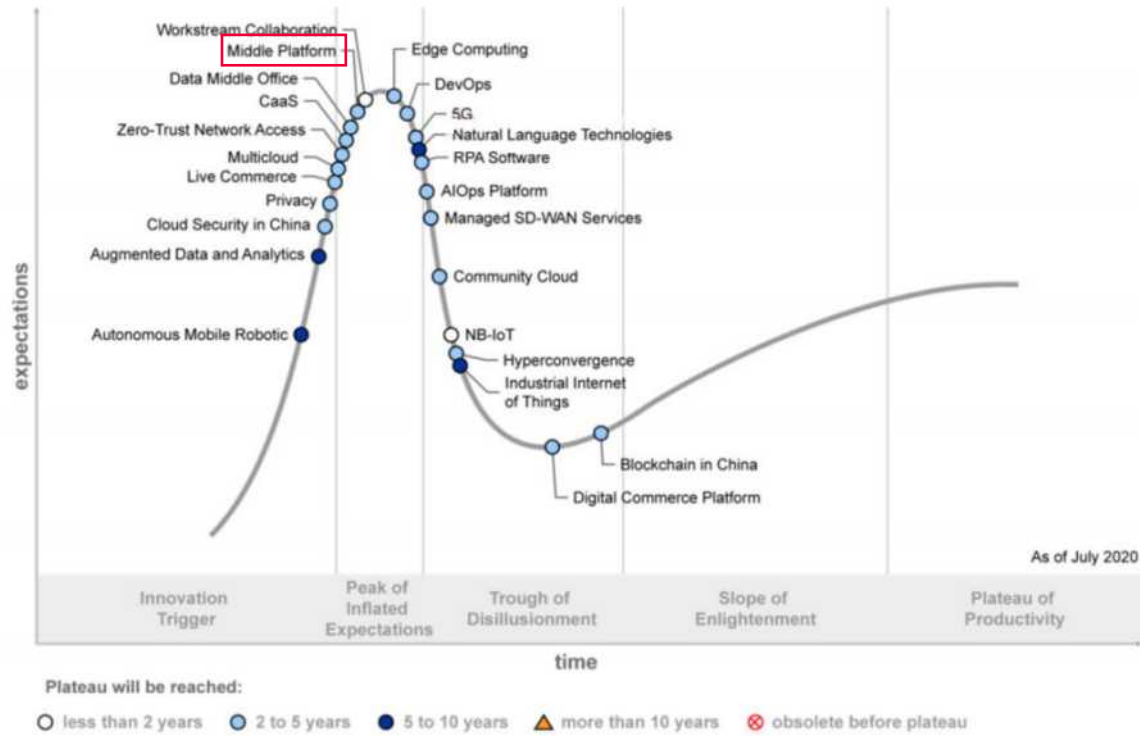 Workstream Collaboration
Middle Platform
Edge Computing
Data Middle Office
DevOps
CaaS
5G
Zero-Trust Network Access
Natural Language Technologies
Multicloud
RPA Software
Live Commerce
AIOps Platform
Privacy
Managed SD-WAN Services
Cloud Security in China
Augmented Data and Analytics
Community Cloud
Autonomous Mobile Robotic
NB-IoT
Hyperconvergence
Industrial Internet
of Things
Blockchain in China
Digital Commerce Platform
expectations
As of July 2020
Innovation
Trigger
Peak of
Inflated
Expectations
Trough of
Disillusionment
Slope of
Enlightenment
Plateau of
Productivity
time
Plateau will be reached:
less than 2 years
2 to 5 years
5 to 10 years
more than 10 years
obsolete before plateau